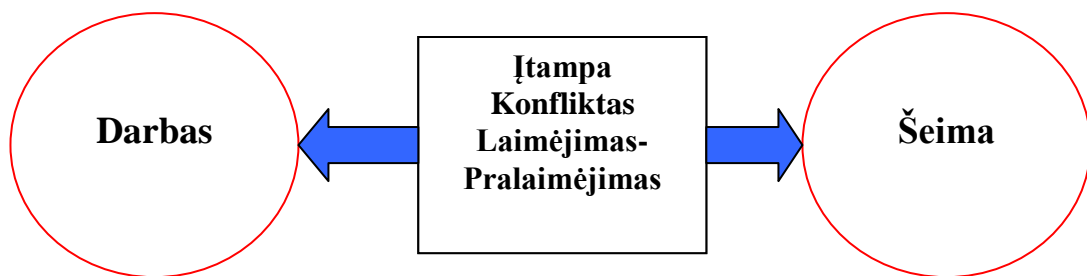 Darbas
Įtampa
Konfliktas
Laimėjimas-
Pralaimėjimas
Šeima